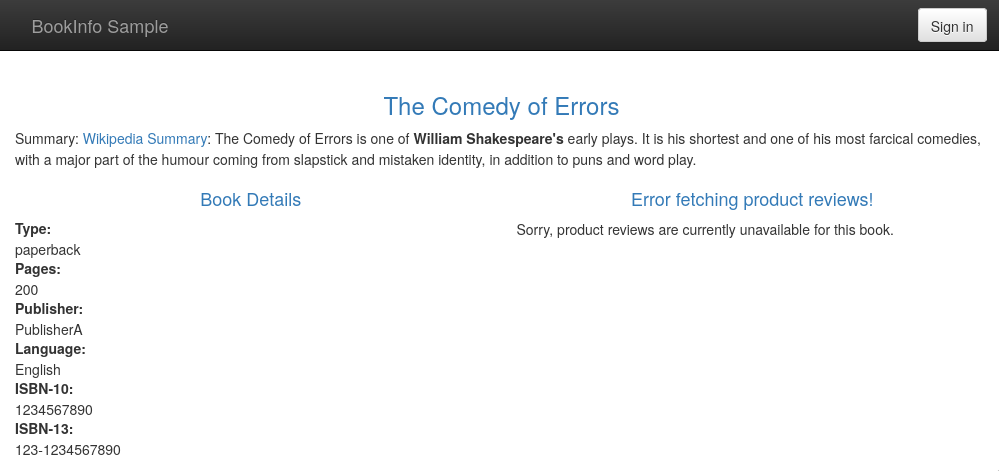 BookInfo Sample
Sign in
The Comedy of Errors
Summary: Wikipedia Summary: The Comedy of Errors is one of William Shakespeare's early plays. It is his shortest and one of his most farcical comedies,
with a major part of the humour coming from slapstick and mistaken identity, in addition to puns and word play.
Book Details
Type:
paperback
Pages:
200
Publisher:
PublisherA
Language:
English
ISBN-10:
1234567890
ISBN-13:
123-1234567890
Error fetching product reviews!
Sorry, product reviews are currently unavailable for this book.